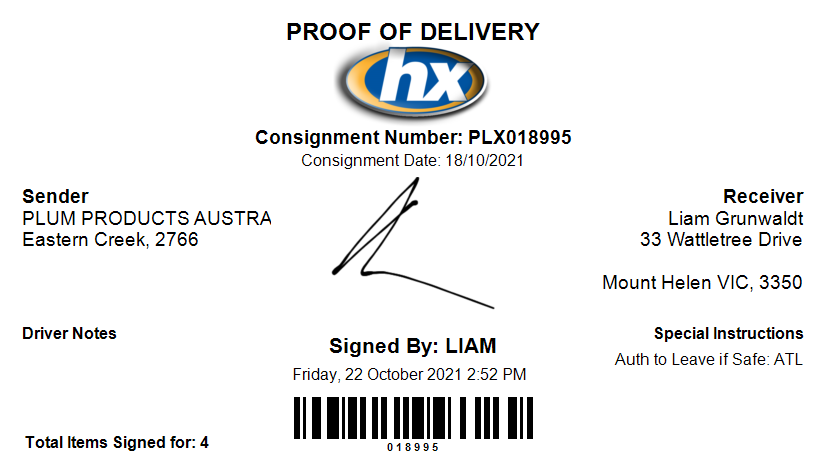 PROOF OF DELIVERY
hx
Consignment Number: PLX018995
Consignment Date: 18/10/2021
Sender
PLUM PRODUCTS AUSTRA
Eastern Creek, 2766
Receiver
Liam Grunwaldt
33 Wattletree Drive
Mount Helen VIC, 3350
Driver Notes
Special Instructions
Auth to Leave if Safe: ATL
Signed By: LIAM
Friday, 22 October 2021 2:52 PM
018995
Total Items Signed for: 4